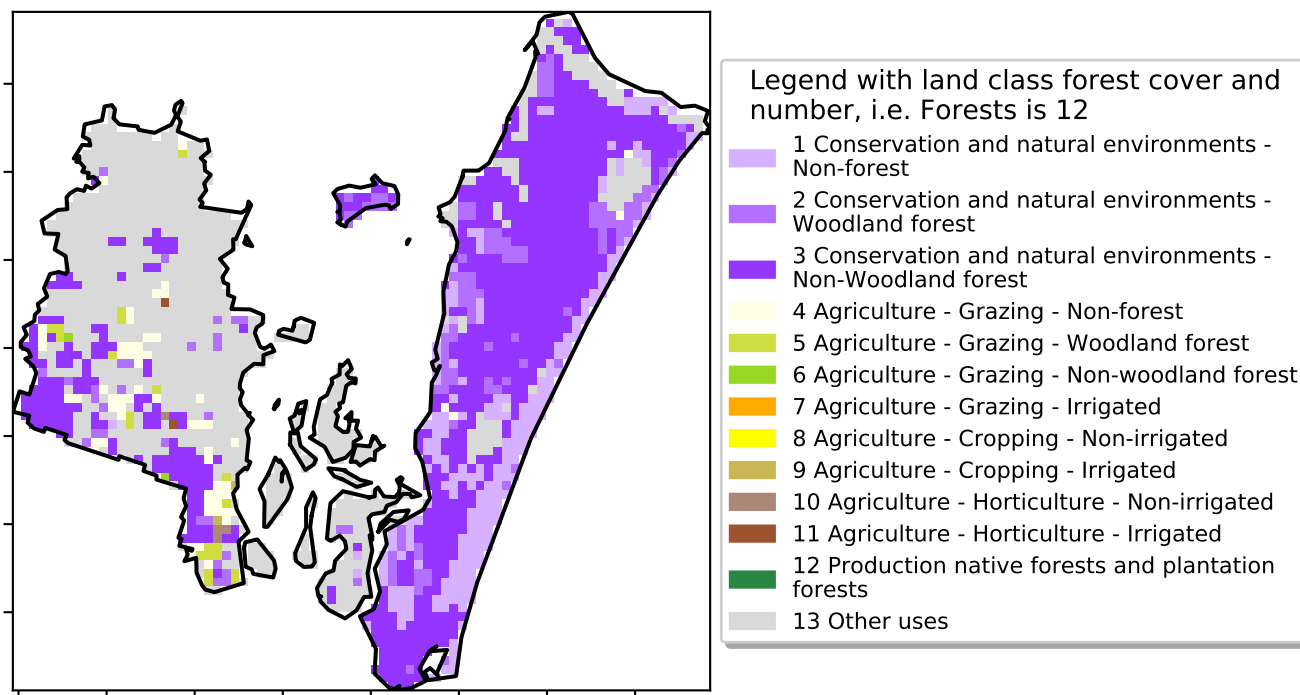 Legend with land class forest cover and
number, i.e. Forests is 12
1 Conservation and natural environments -
Non-forest
2 Conservation and natural environments -
Woodland forest
3 Conservation and natural environments -
Non-Woodland forest
4 Agriculture - Grazing - Non-forest
5 Agriculture - Grazing - Woodland forest
6 Agriculture - Grazing - Non-woodland forest
7 Agriculture - Grazing - Irrigated
8 Agriculture - Cropping - Non-irrigated
9 Agriculture - Cropping - Irrigated
10 Agriculture - Horticulture - Non-irrigated
11 Agriculture - Horticulture - Irrigated
12 Production native forests and plantation
forests
13 Other uses